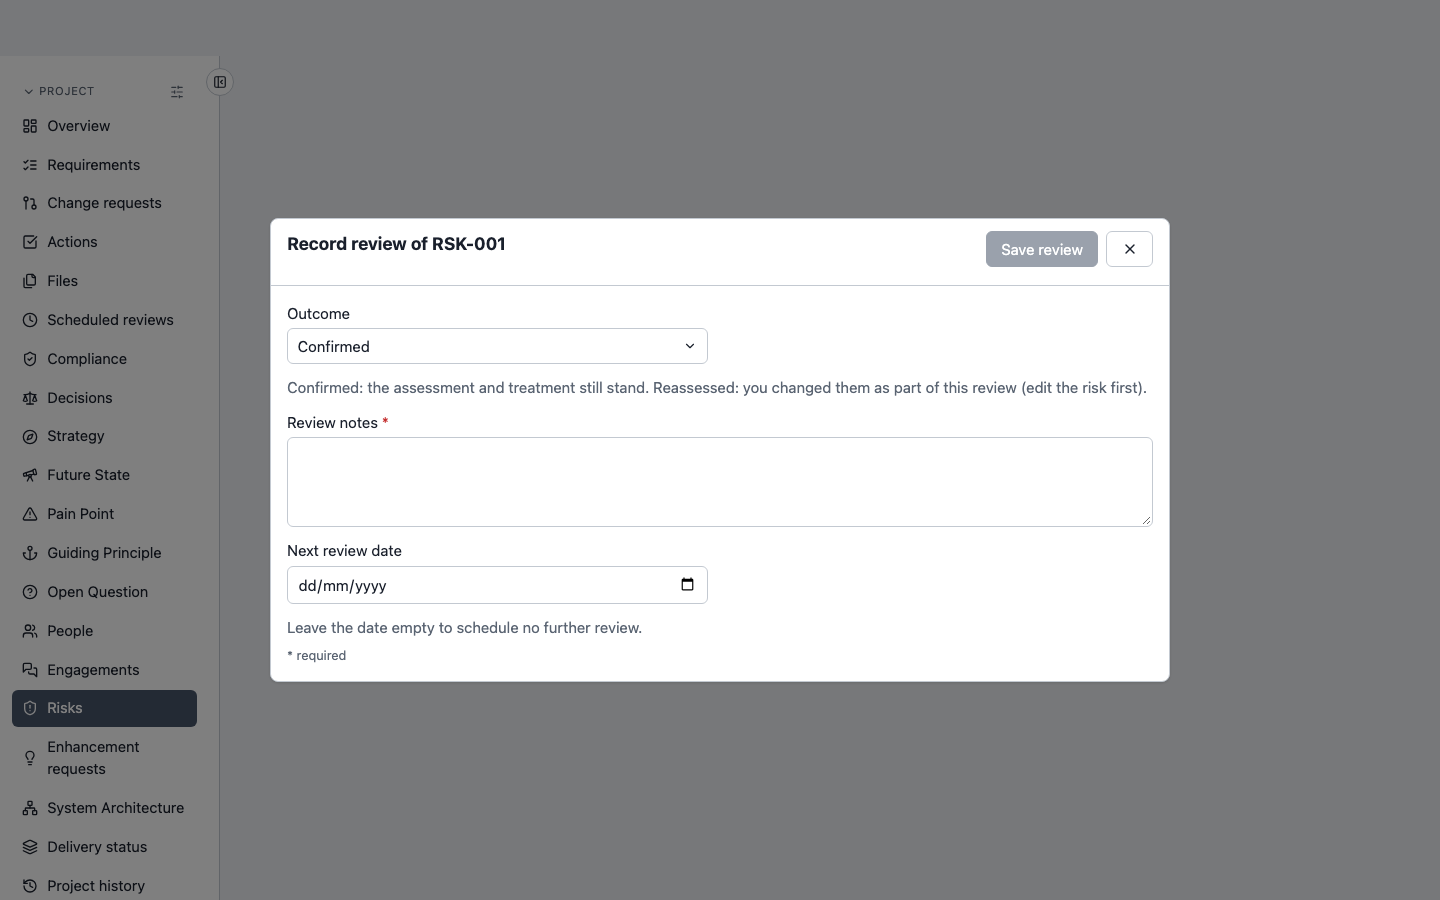 PROJECT
Overview
Requirements
Change requests
Actions
Files
Scheduled reviews
Compliance
Decisions
Strategy
Future State
Pain Point
Guiding Principle
Open Question
People
Engagements
Risks
Enhancement
requests
System Architecture
Delivery status
Project history
Record review of RSK-001
Save review
Outcome
Confirmed
Confirmed: the assessment and treatment still stand. Reassessed: you changed them as part of this review (edit the risk first).
Review notes *
Next review date
dd/mm/yyyy
Leave the date empty to schedule no further review.
* required